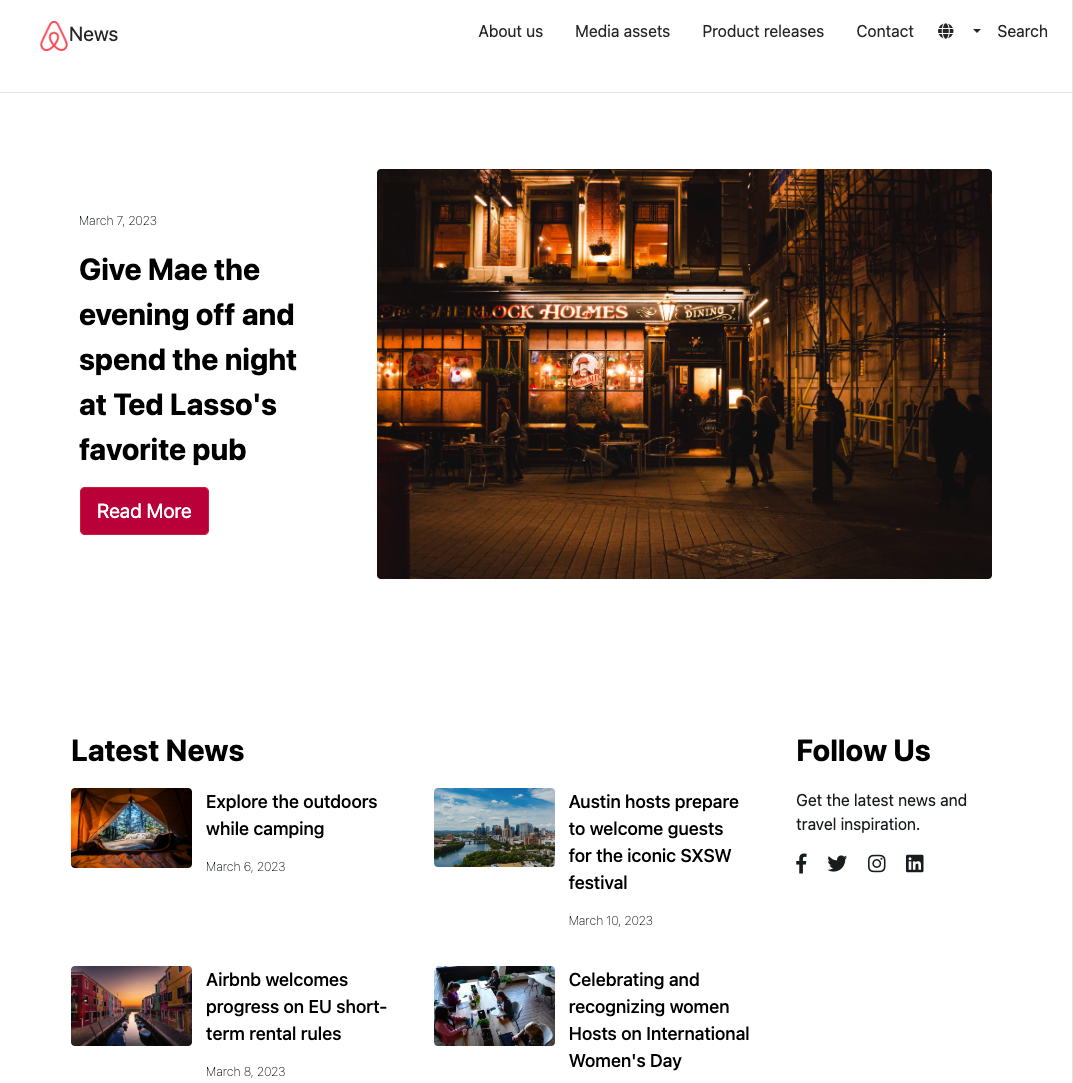 News
About us
Media assets
Product releases
Contact
Search
March 7, 2023
Give Mae the
evening off and
spend the night
at Ted Lasso's
favorite pub
Read More
SHERLOCK HOLMES
DINING
Latest News
Explore the outdoors
while camping
March 6, 2023
Austin hosts prepare
to welcome guests
for the iconic SXSW
festival
March 10, 2023
Airbnb welcomes
progress on EU short-
term rental rules
March 8, 2023
Celebrating and
recognizing women
Hosts on International
Women's Day
Follow Us
Get the latest news and
travel inspiration.